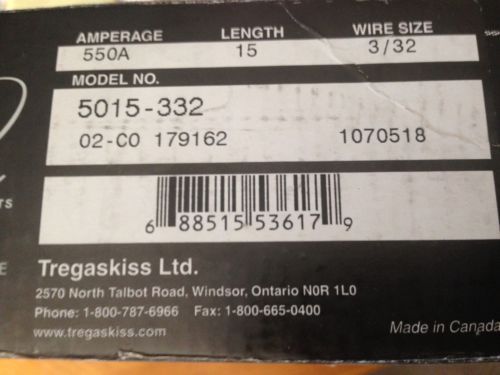 AMPERAGE LENGTH WIRE SIZE
550A 15 3/32
MODEL NO.
5015-332
02-CO 179162 1070518
6 88515 53617 9
Tregaskiss Ltd.
2570 North Talbot Road, Windsor, Ontario N0R 1L0
Phone: 1-800-787-6966 Fax: 1-800-665-0400
www.tregaskiss.com
Made in Canada